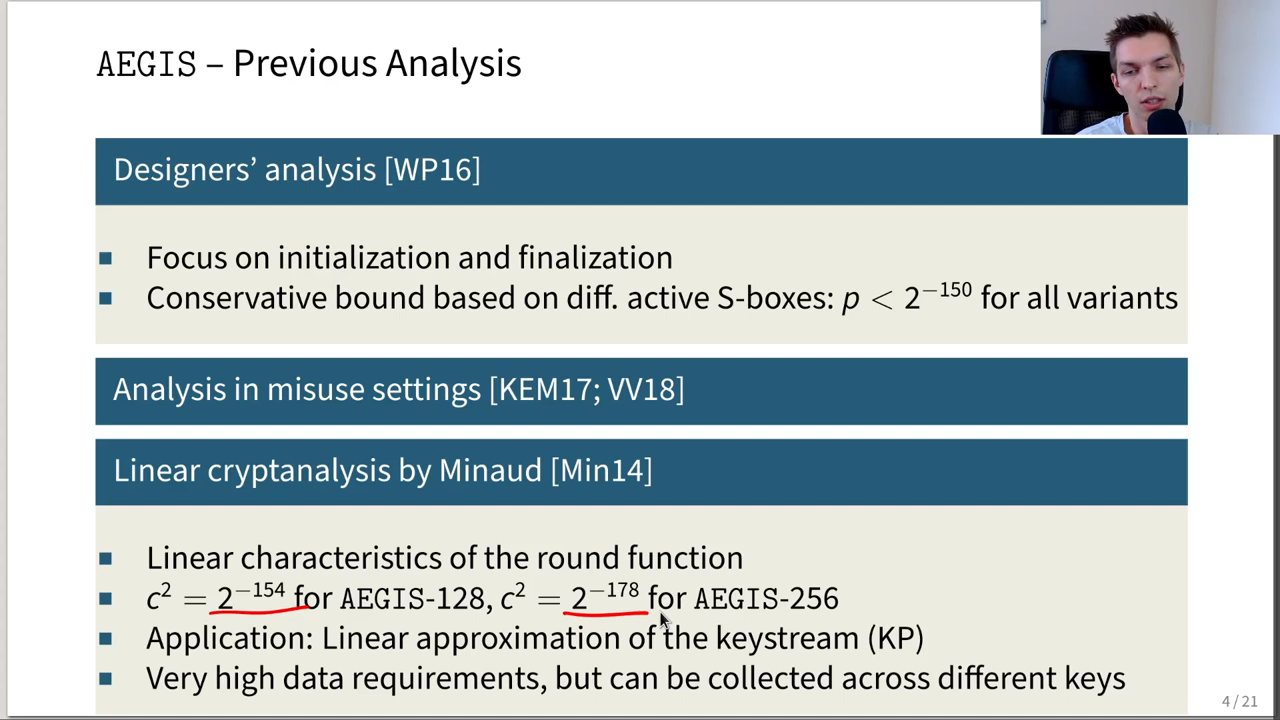 AEGIS – Previous Analysis
Designers’ analysis [WP16]
Focus on initialization and finalization
Conservative bound based on diff. active S-boxes: p < 2⁻¹⁵⁰ for all variants
Analysis in misuse settings [KEM17; VV18]
Linear cryptanalysis by Minaud [Min14]
Linear characteristics of the round function
c² = 2⁻¹⁵⁴ for AEGIS-128, c² = 2⁻¹⁷⁸ for AEGIS-256
Application: Linear approximation of the keystream (KP)
Very high data requirements, but can be collected across different keys
4 / 21